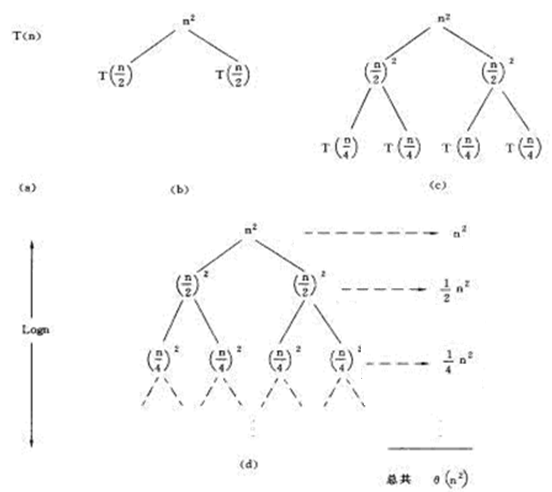 T(n)
n²
T(n/2) T(n/2)
(a)
(b)
n²
(n/2)² (n/2)²
T(n/4) T(n/4) T(n/4) T(n/4)
(c)
Logn
n²
n²
(n/2)² (n/2)²
1/2 n²
(n/4)² (n/4)² (n/4)² (n/4)²
1/4 n²
(d)
总共 θ(n²)